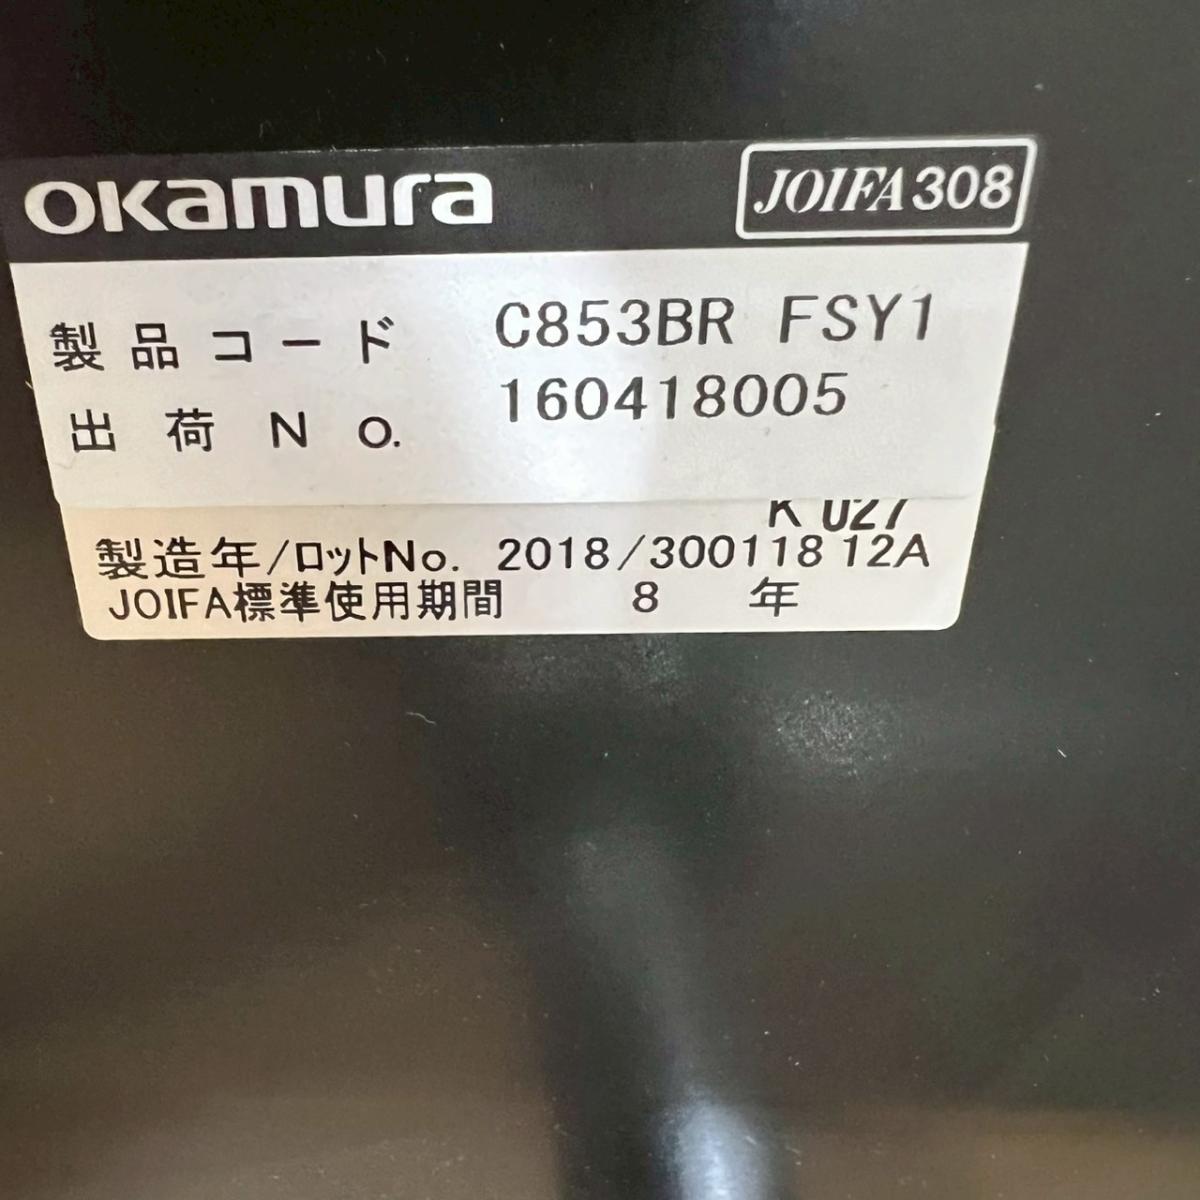 okamura
JOIFA308
製品コード C853BR FSY1
出荷No. 160418005
K 027
製造年/ロットNo. 2018/300118 12A
JOIFA標準使用期間 8 年